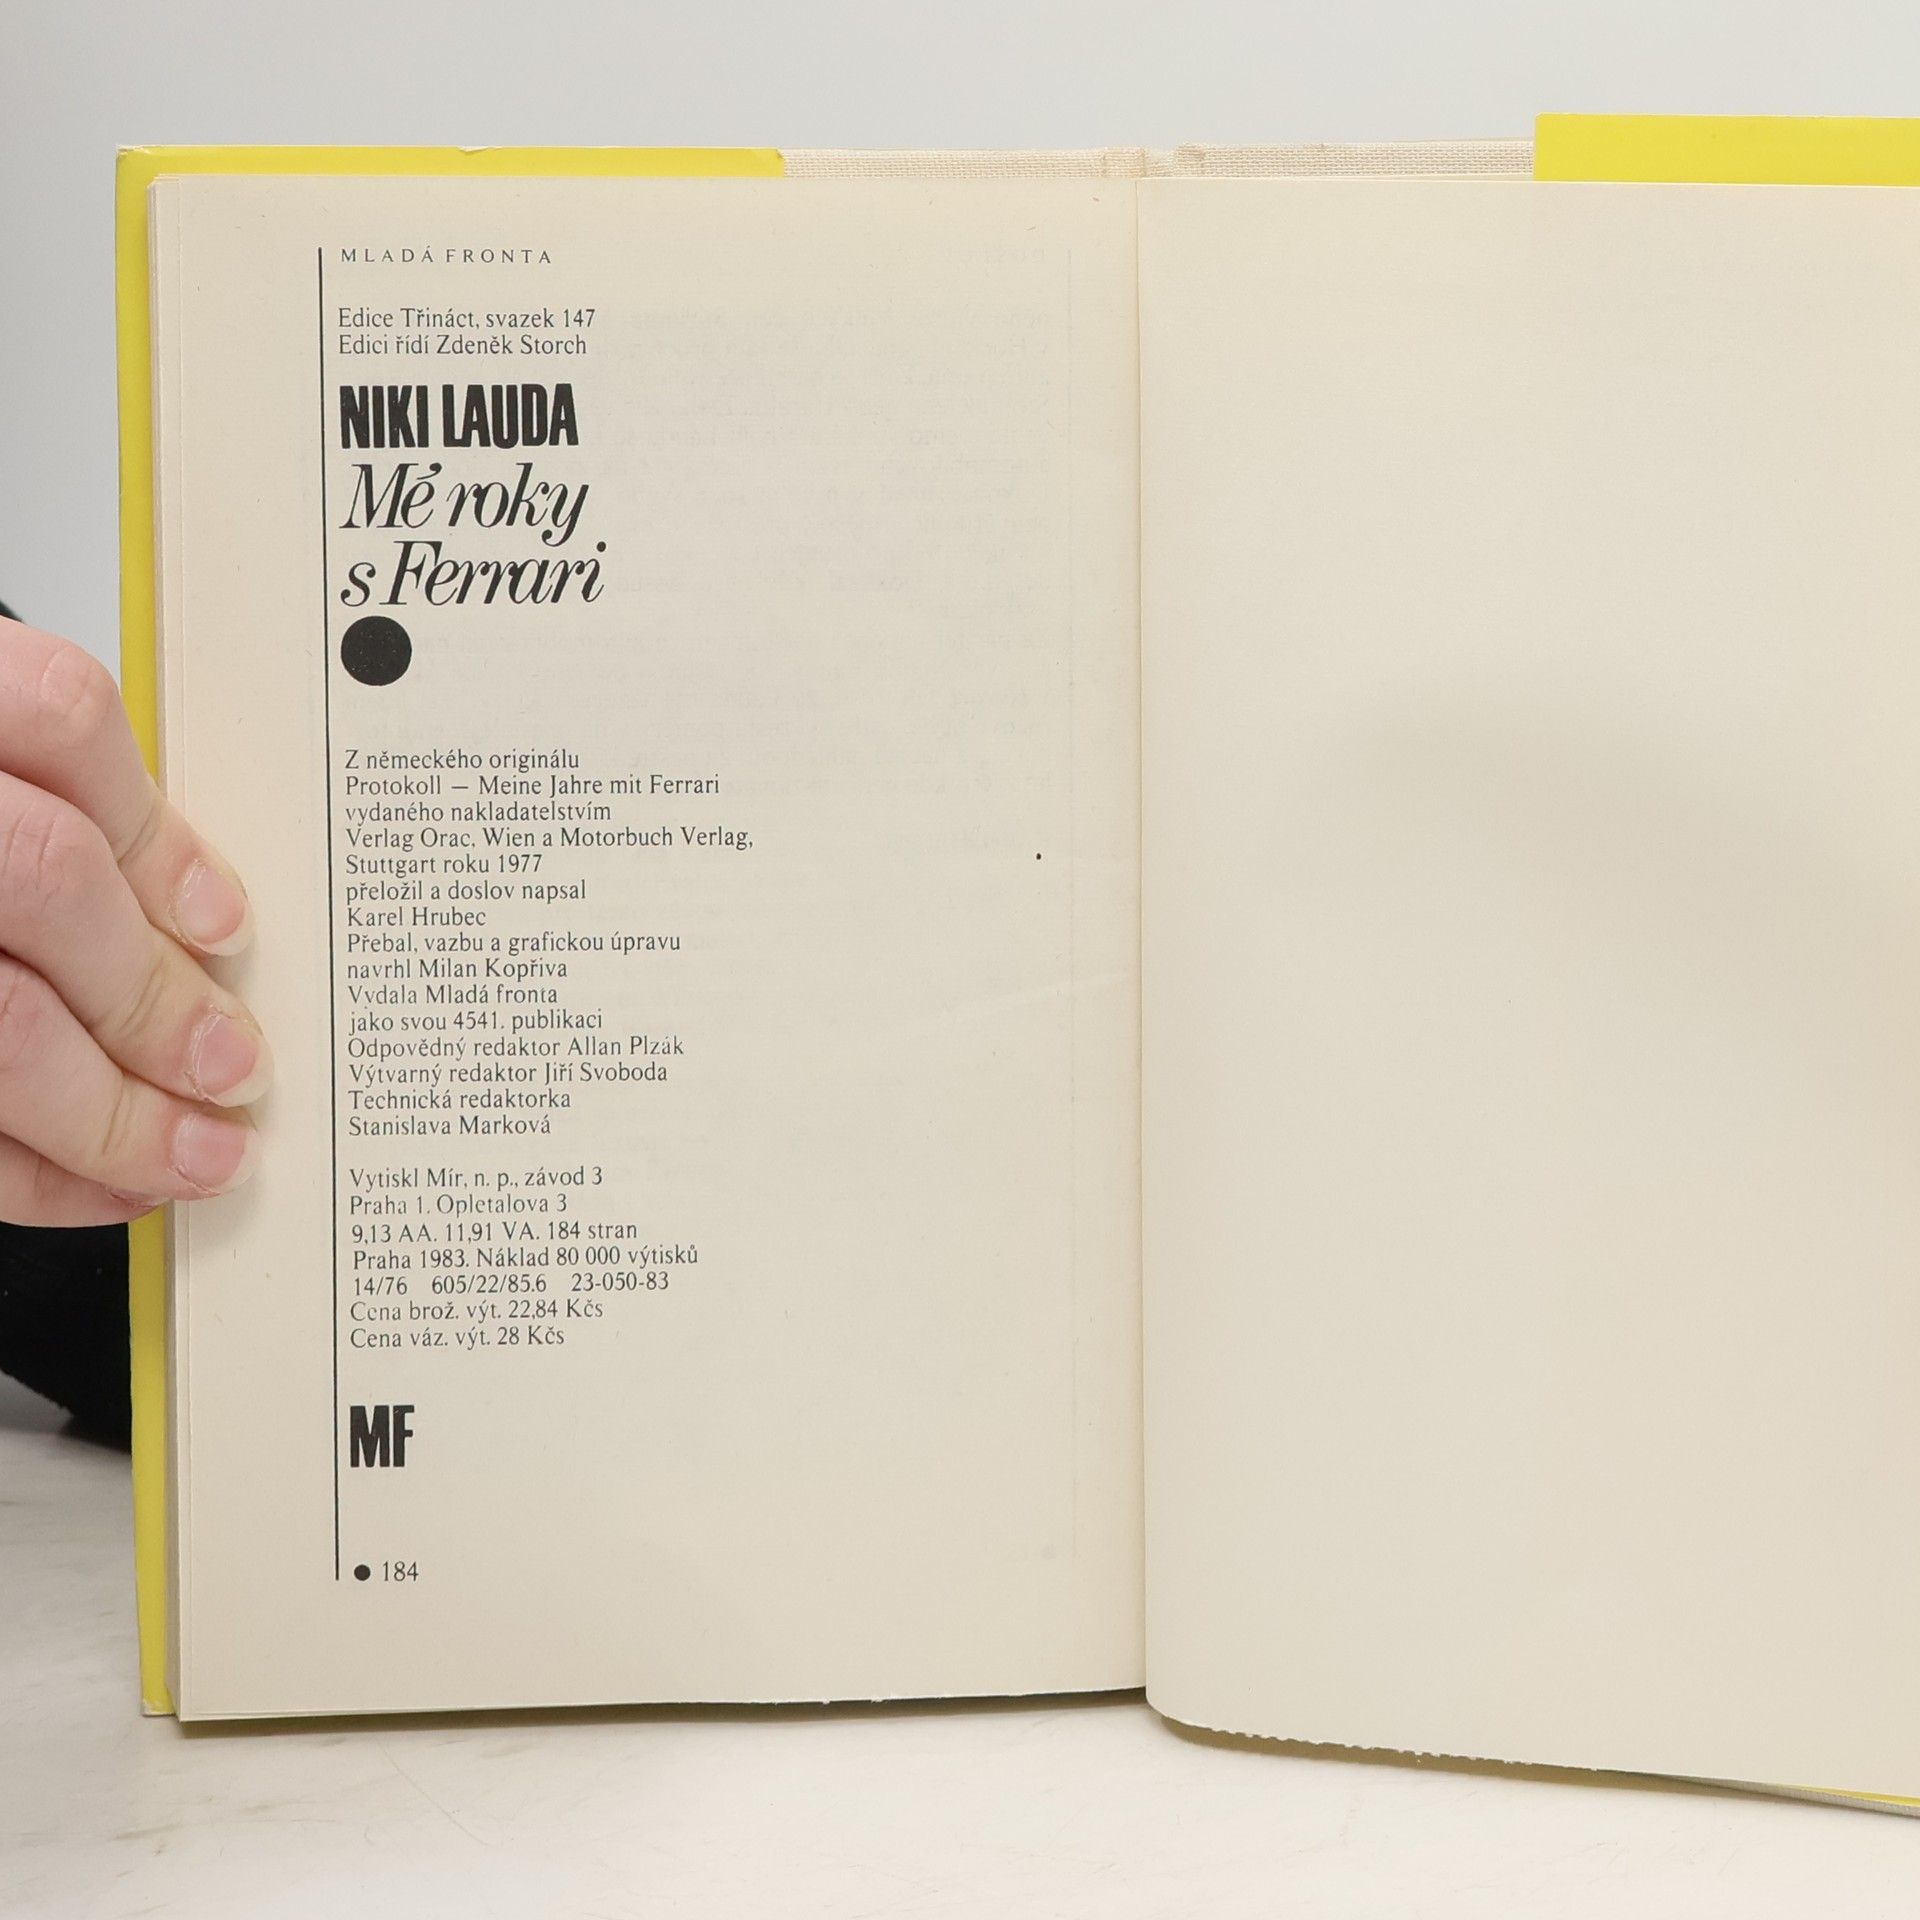 MLADÁ FRONTA
Edice Třináct, svazek 147
Edici řídí Zdeněk Storch
NIKI LAUDA
Mé roky
s Ferrari
Z německého originálu
Protokoll — Meine Jahre mit Ferrari
vydaného nakladatelstvím
Verlag Orac, Wien a Motorbuch Verlag,
Stuttgart roku 1977
přeložil a doslov napsal
Karel Hrubec
Přebal, vazbu a grafickou úpravu
navrhl Milan Kopřiva
Vydala Mladá fronta
jako svou 4541. publikaci
Odpovědný redaktor Allan Plzák
Výtvarný redaktor Jiří Svoboda
Technická redaktorka
Stanislava Marková
Vytiskl Mír, n. p., závod 3
Praha 1. Opletalova 3
9,13 AA. 11,91 VA. 184 stran
Praha 1983. Náklad 80 000 výtisků
14/76 605/22/85.6 23-050-83
Cena brož. výt. 22,84 Kčs
Cena váz. výt. 28 Kčs
MF
● 184